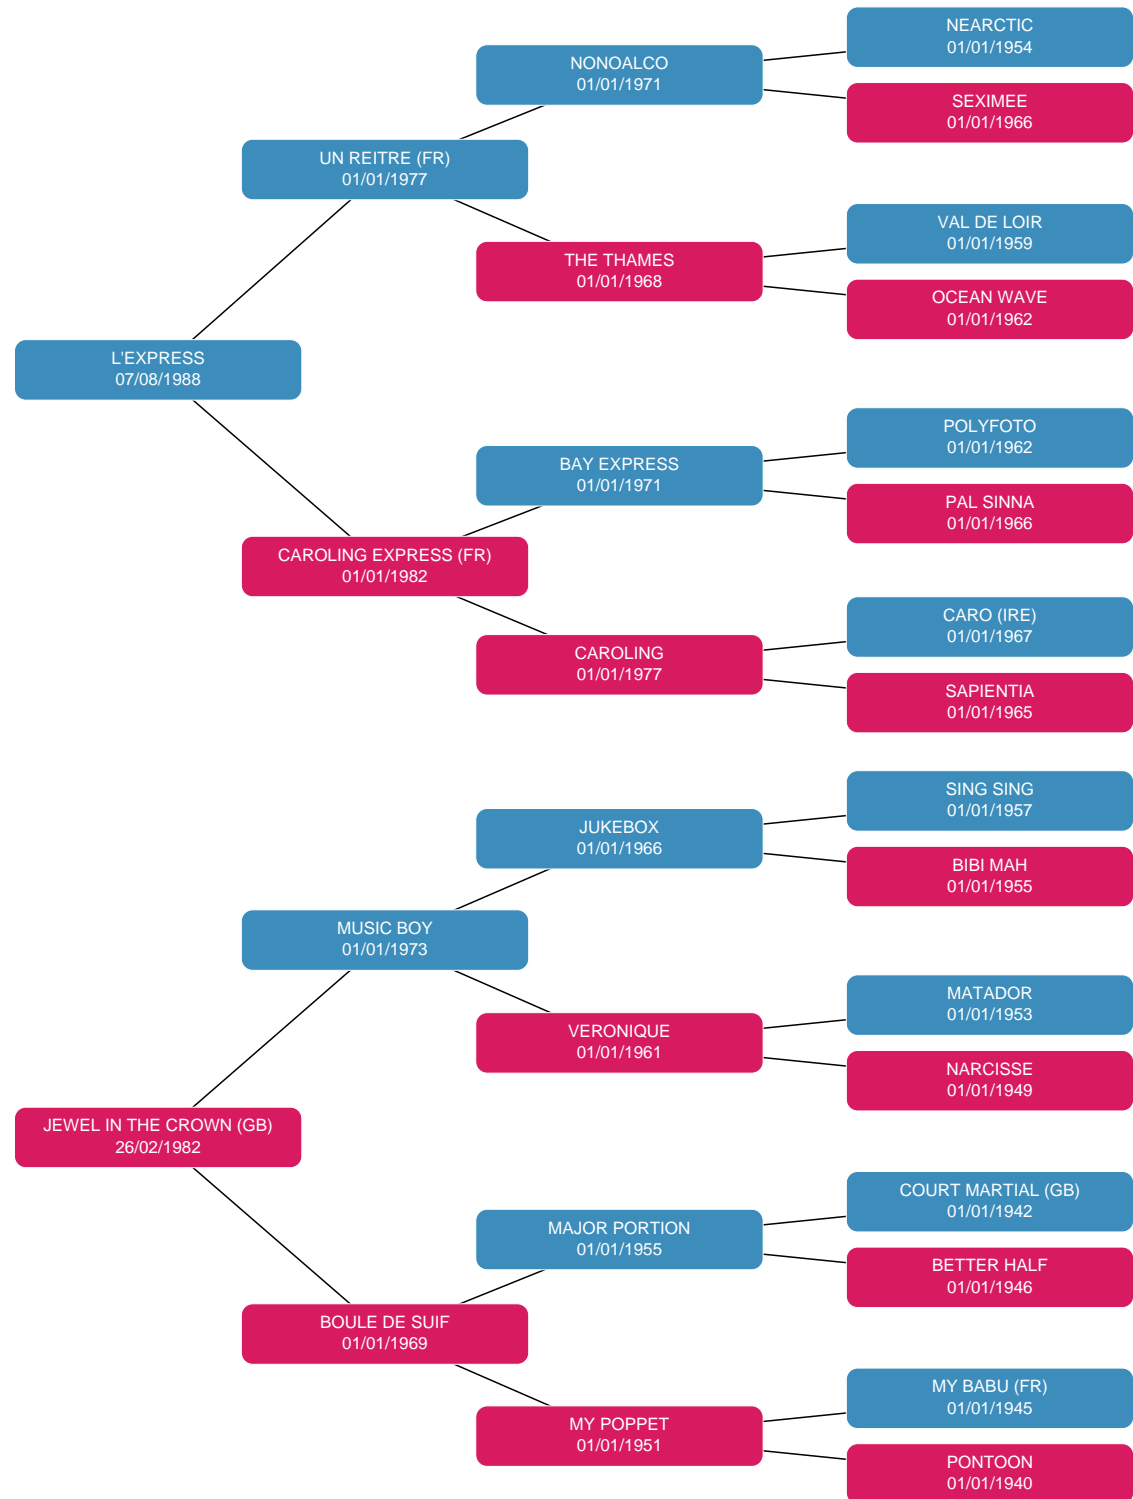 NEARCTIC
01/01/1954
NONOALCO
01/01/1971
SEXIMEE
01/01/1966
UN REITRE (FR)
01/01/1977
VAL DE LOIR
01/01/1959
THE THAMES
01/01/1968
OCEAN WAVE
01/01/1962
L'EXPRESS
07/08/1988
POLYFOTO
01/01/1962
BAY EXPRESS
01/01/1971
PAL SINNA
01/01/1966
CAROLING EXPRESS (FR)
01/01/1982
CARO (IRE)
01/01/1967
CAROLING
01/01/1977
SAPIENTIA
01/01/1965
SING SING
01/01/1957
JUKEBOX
01/01/1966
BIBI MAH
01/01/1955
MUSIC BOY
01/01/1973
MATADOR
01/01/1953
VERONIQUE
01/01/1961
NARCISSE
01/01/1949
JEWEL IN THE CROWN (GB)
26/02/1982
COURT MARTIAL (GB)
01/01/1942
MAJOR PORTION
01/01/1955
BETTER HALF
01/01/1946
BOULE DE SUIF
01/01/1969
MY BABU (FR)
01/01/1945
MY POPPET
01/01/1951
PONTOON
01/01/1940